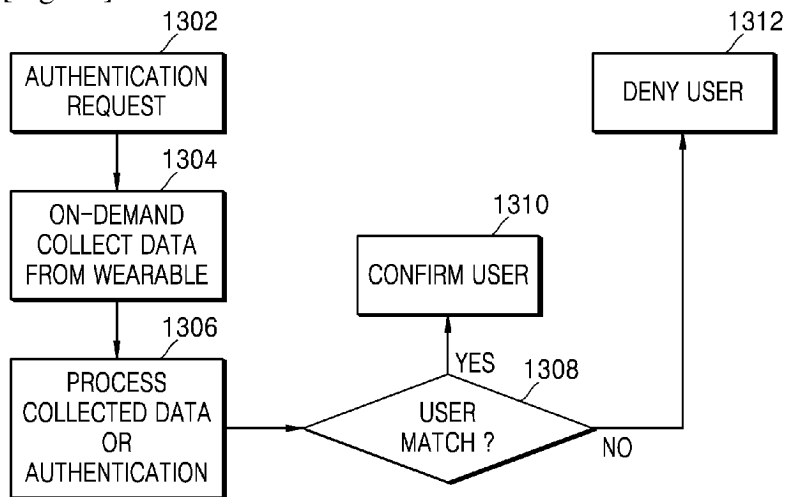 1302
AUTHENTICATION
REQUEST
1304
ON-DEMAND
COLLECT DATA
FROM WEARABLE
1306
PROCESS
COLLECTED DATA
OR
AUTHENTICATION
1308
USER
MATCH ?
YES
1310
CONFIRM USER
NO
1312
DENY USER